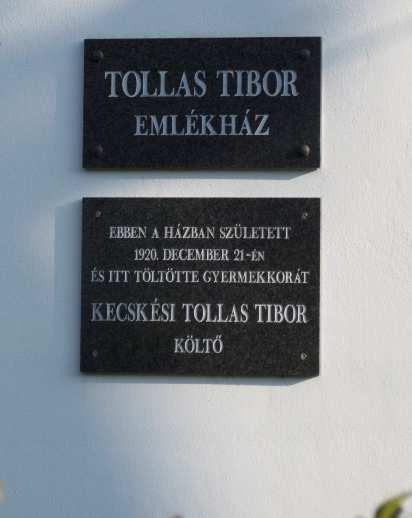 TOLLAS TIBOR
EMLÉKHÁZ
EBBEN A HÁZBAN SZÜLETETT
1920. DECEMBER 21-ÉN
ÉS ITT TÖLTÖTTE GYERMEKKORÁT
KECSKÉSI TOLLAS TIBOR
KÖLTŐ